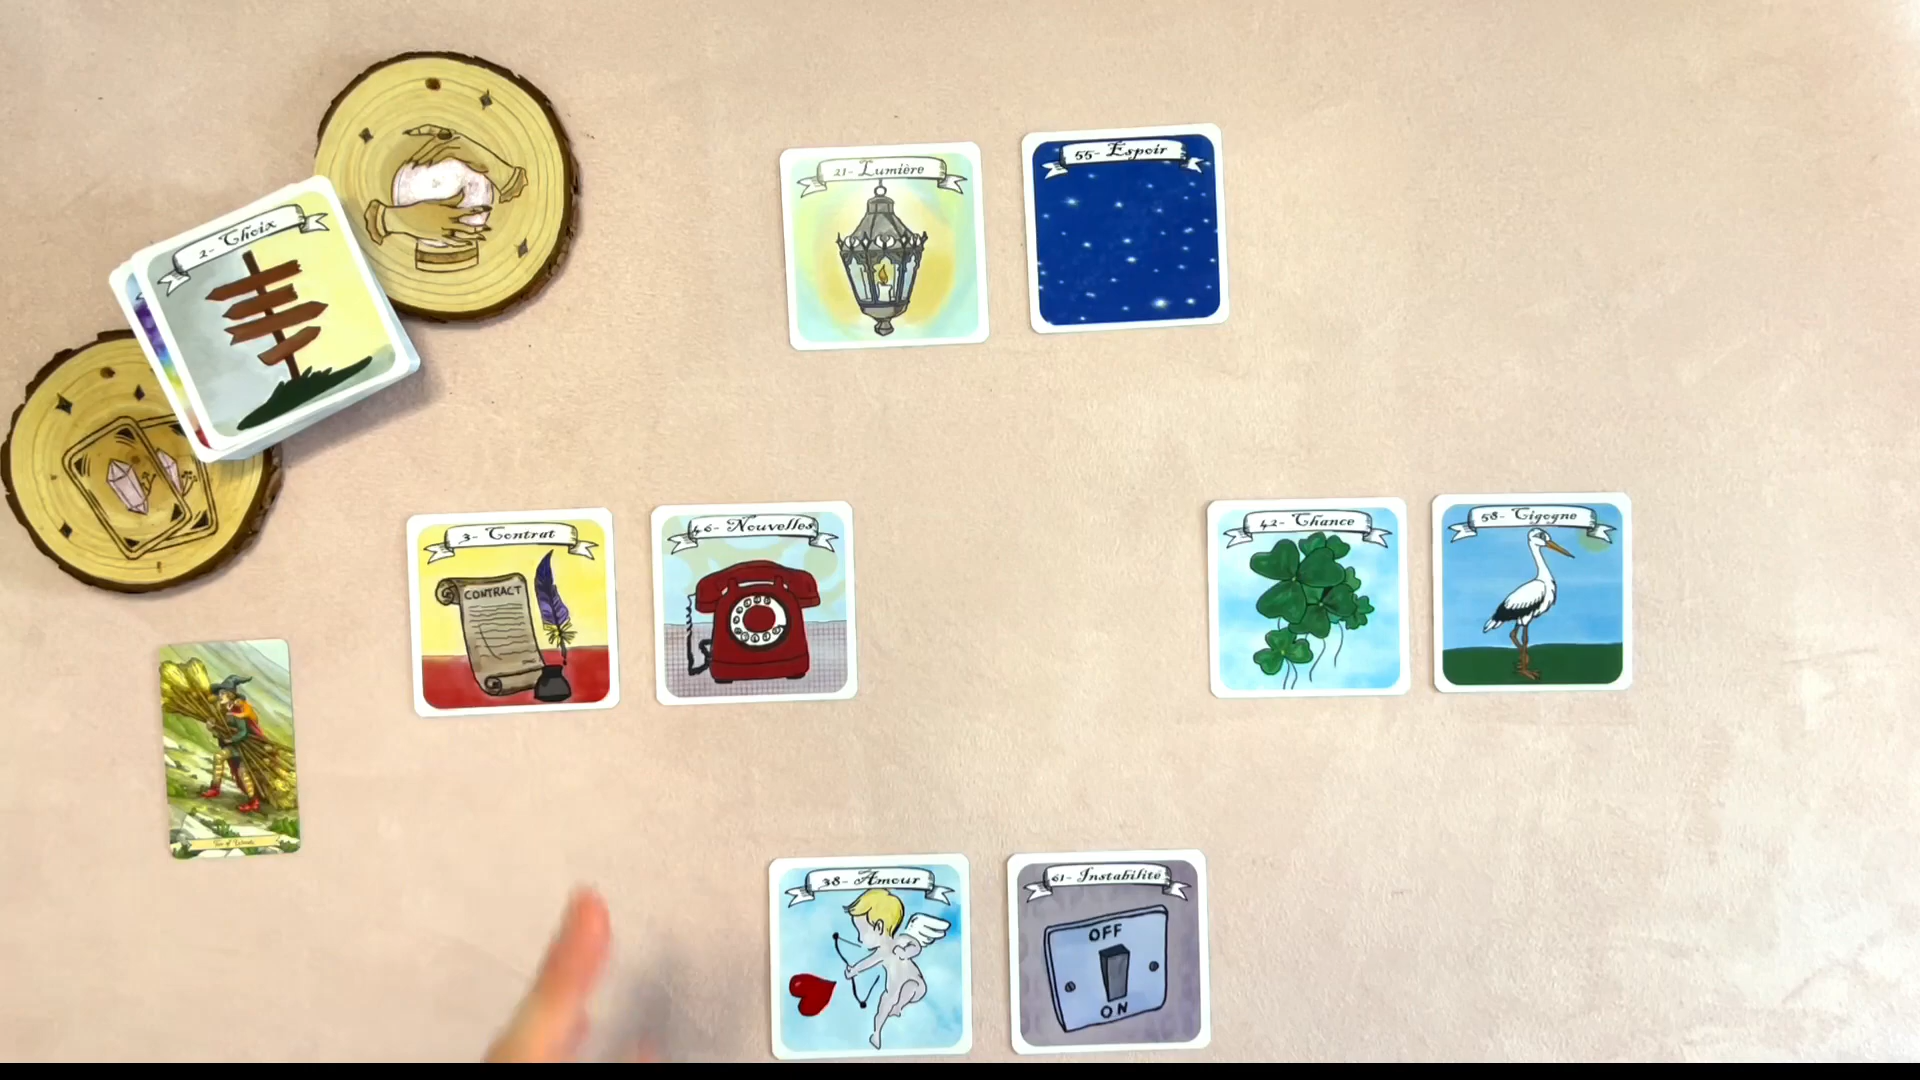 21- Lumière
55- Espoir
2- Choix
3- Contrat
CONTRACT
46- Nouvelles
42- Chance
58- Cigogne
38- Amour
61- Instabilité
OFF
ON